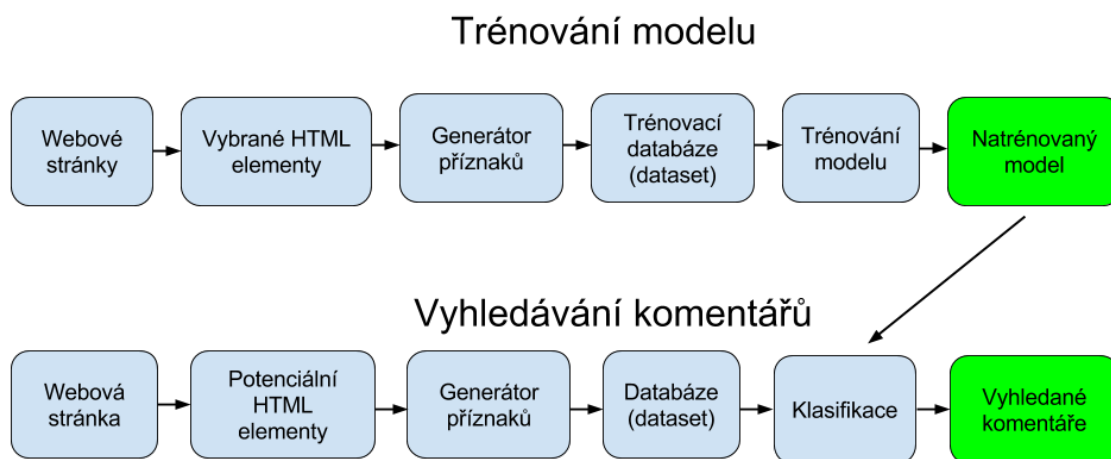 Trénování modelu
Webové
stránky
Vybrané HTML
elementy
Generátor
příznaků
Trénovací
databáze
(dataset)
Trénování
modelu
Natrénovaný
model
Vyhledávání komentářů
Webová
stránka
Potenciální
HTML
elementy
Generátor
příznaků
Databáze
(dataset)
Klasifikace
Vyhledané
komentáře